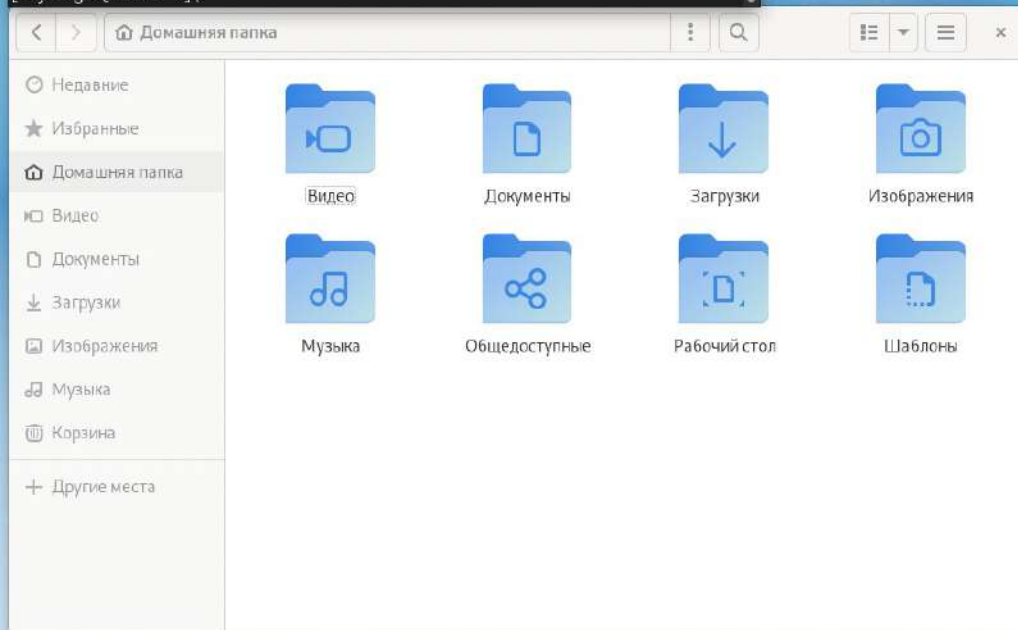 Домашняя папка
Недавние
Избранные
Домашняя папка
Видео
Документы
Загрузки
Изображения
Музыка
Корзина
Другие места
Видео Документы Загрузки Изображения
Музыка Общедоступные Рабочий стол Шаблоны